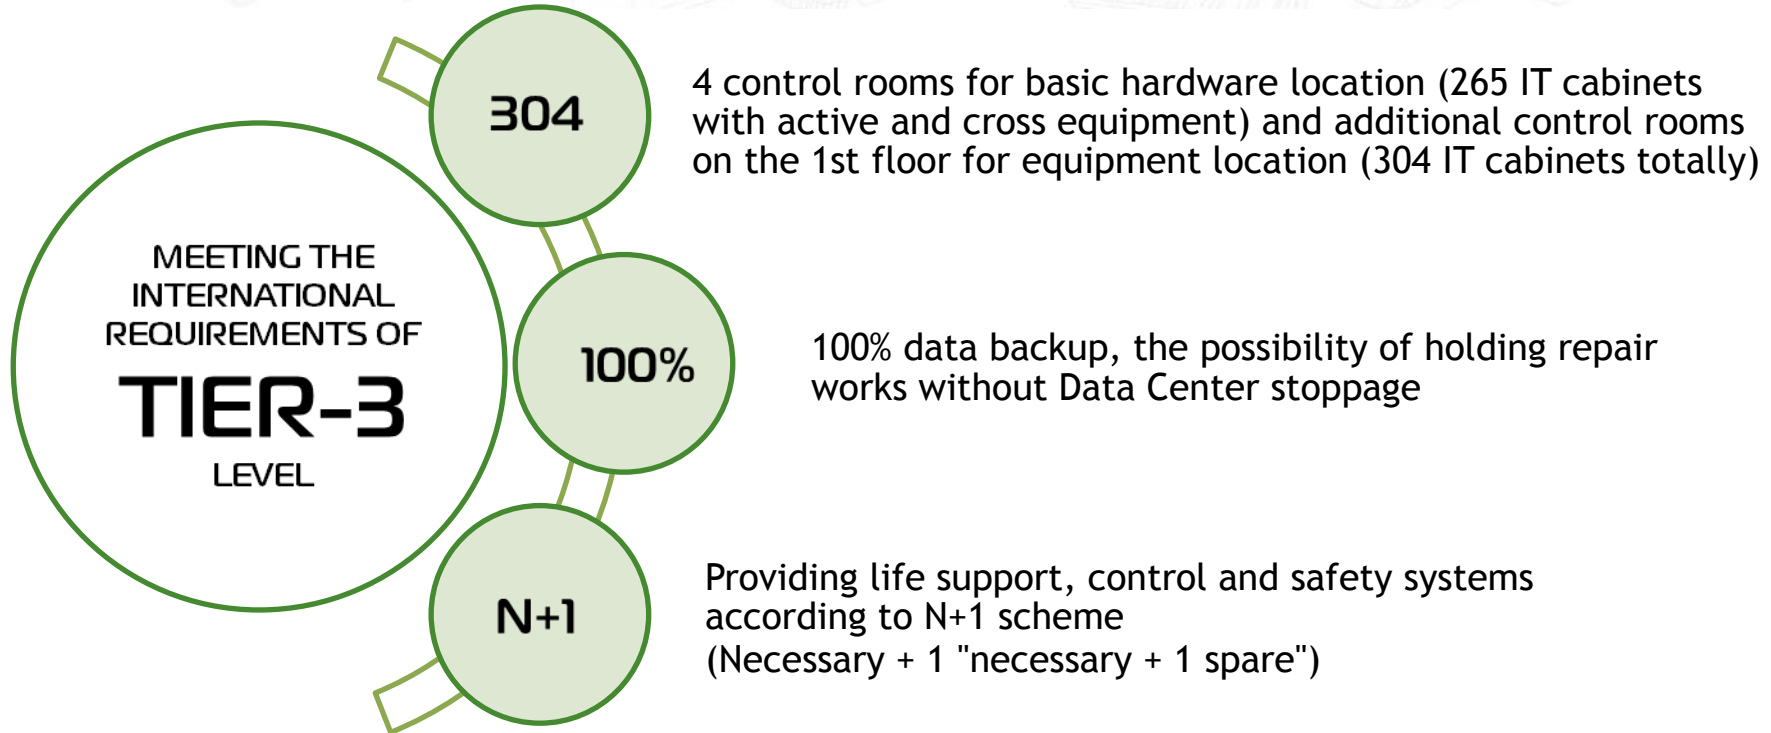 MEETING THE
INTERNATIONAL
REQUIREMENTS OF
TIER-3
LEVEL
304
4 control rooms for basic hardware location (265 IT cabinets
with active and cross equipment) and additional control rooms
on the 1st floor for equipment location (304 IT cabinets totally)
100%
100% data backup, the possibility of holding repair
works without Data Center stoppage
N+1
Providing life support, control and safety systems
according to N+1 scheme
(Necessary + 1 "necessary + 1 spare")